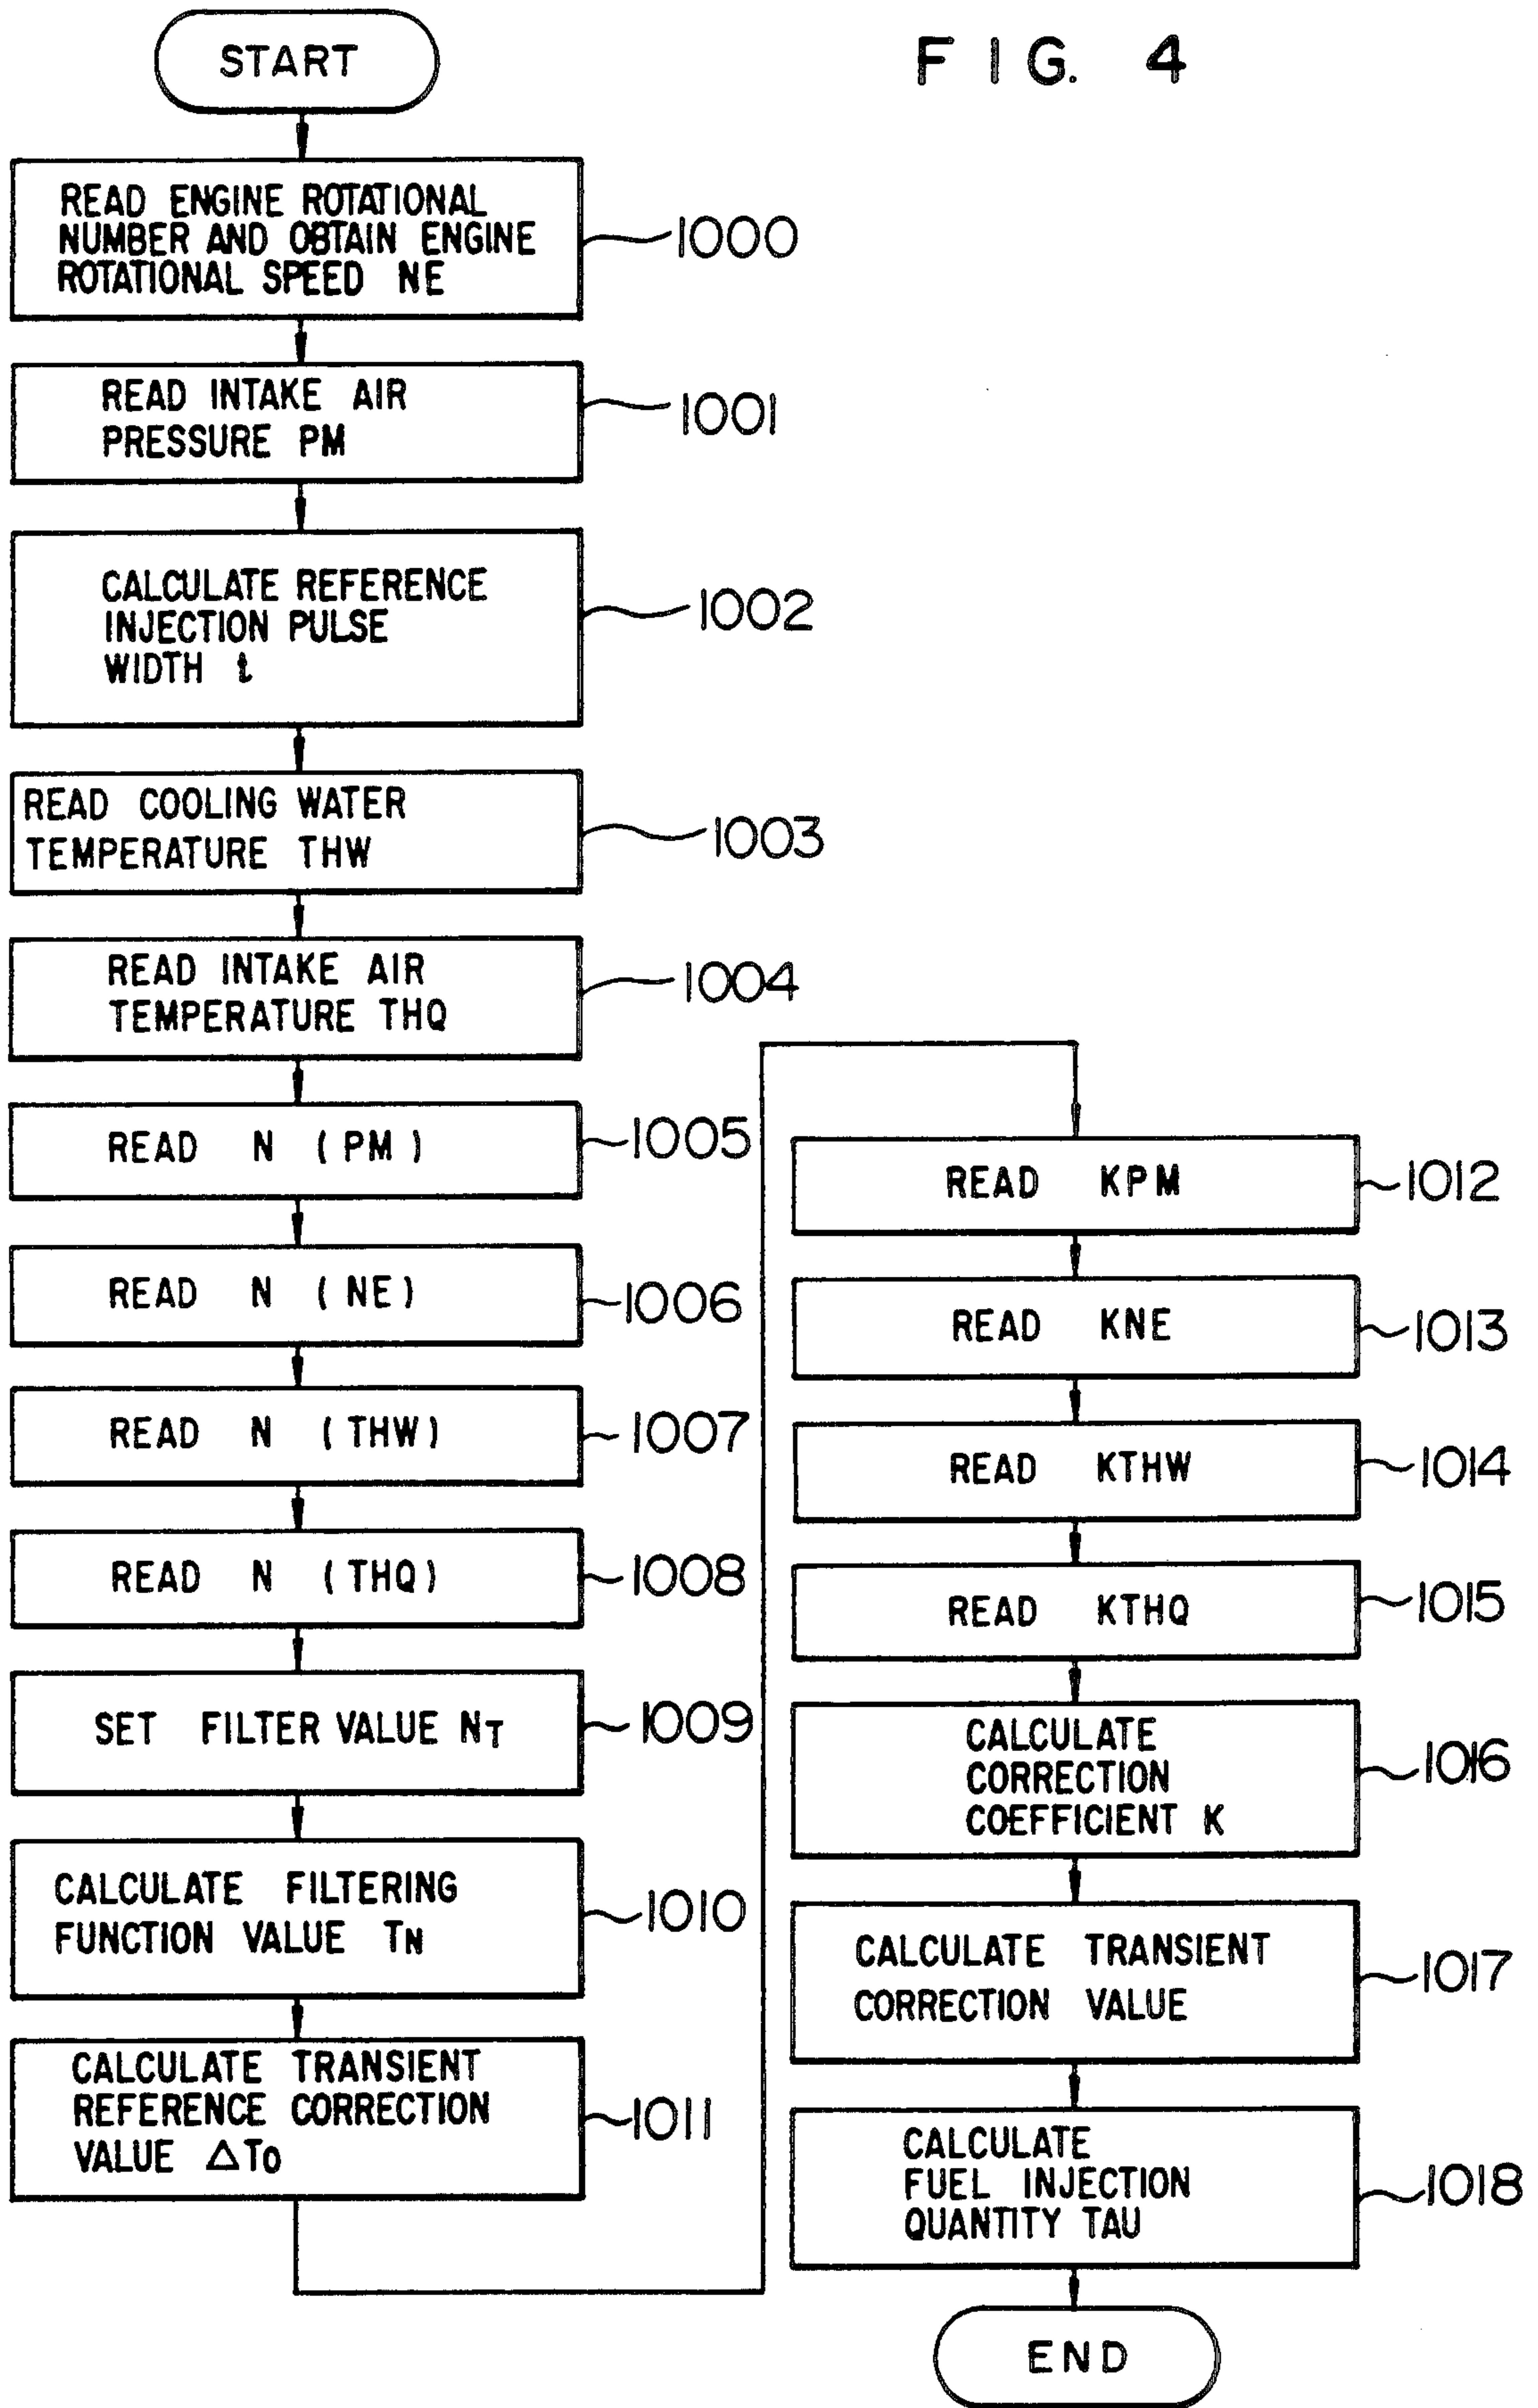 FIG. 4
START
READ ENGINE ROTATIONAL
NUMBER AND OBTAIN ENGINE
ROTATIONAL SPEED NE
1000
READ INTAKE AIR
PRESSURE PM
1001
CALCULATE REFERENCE
INJECTION PULSE
WIDTH t
1002
READ COOLING WATER
TEMPERATURE THW
1003
READ INTAKE AIR
TEMPERATURE THQ
1004
READ N (PM)
1005
READ N (NE)
1006
READ N (THW)
1007
READ N (THQ)
1008
SET FILTER VALUE NT
1009
CALCULATE FILTERING
FUNCTION VALUE TN
1010
CALCULATE TRANSIENT
REFERENCE CORRECTION
VALUE ΔT0
1011
READ KPM
1012
READ KNE
1013
READ KTHW
1014
READ KTHQ
1015
CALCULATE
CORRECTION
COEFFICIENT K
1016
CALCULATE TRANSIENT
CORRECTION VALUE
1017
CALCULATE
FUEL INJECTION
QUANTITY TAU
1018
END